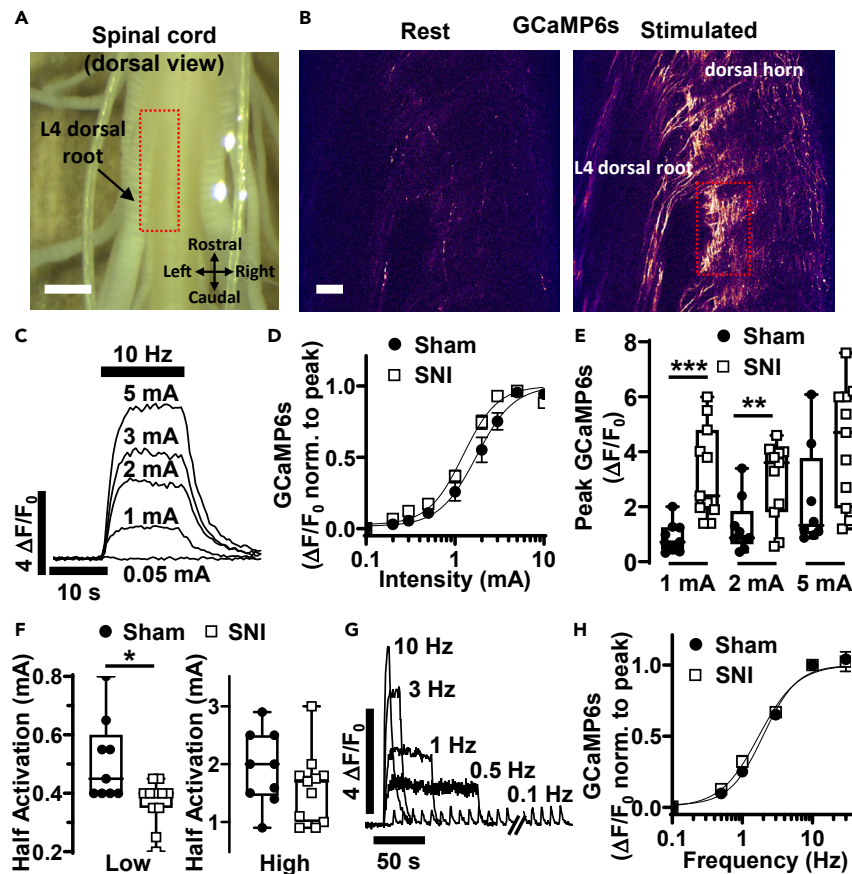 A
Spinal cord
(dorsal view)
L4 dorsal
root
Rostral
Left Right
Caudal
B
GCaMP6s
Rest Stimulated
dorsal horn
L4 dorsal root
C
10 Hz
5 mA
3 mA
2 mA
1 mA
0.05 mA
4 ΔF/F0
10 s
D
Sham
SNI
GCaMP6s
(ΔF/F0 norm. to peak)
1.0
0.5
0.0
0.1 1 10
Intensity (mA)
E
Sham
SNI
***
**
Peak GCaMP6s
(ΔF/F0)
8
6
4
2
0
1 mA 2 mA 5 mA
F
Sham SNI
*
Half Activation (mA)
0.8
0.6
0.4
0.2
Low
Half Activation (mA)
3
2
1
High
G
10 Hz
3 Hz
1 Hz
0.5 Hz
0.1 Hz
4 ΔF/F0
50 s
H
Sham
SNI
GCaMP6s
(ΔF/F0 norm. to peak)
1.0
0.5
0.0
0.1 1 10
Frequency (Hz)